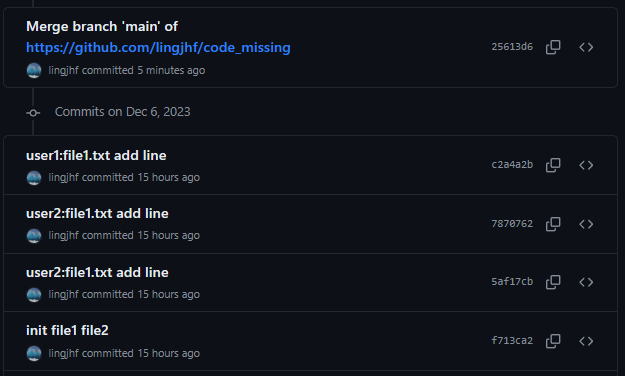 Merge branch 'main' of
https://github.com/lingjhf/code_missing
25613d6
lingjhf committed 5 minutes ago
Commits on Dec 6, 2023
user1:file1.txt add line
c2a4a2b
lingjhf committed 15 hours ago
user2:file1.txt add line
7870762
lingjhf committed 15 hours ago
user2:file1.txt add line
5af17cb
lingjhf committed 15 hours ago
init file1 file2
f713ca2
lingjhf committed 15 hours ago